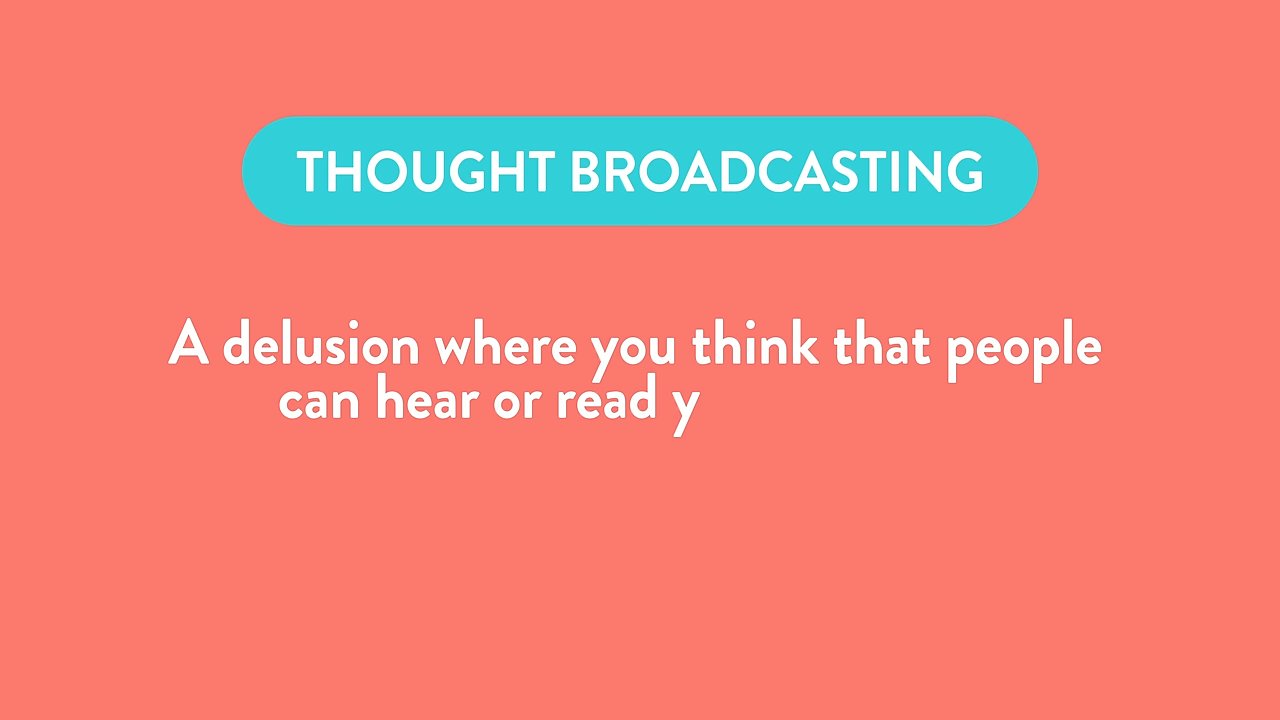 THOUGHT BROADCASTING
A delusion where you think that people
can hear or read y